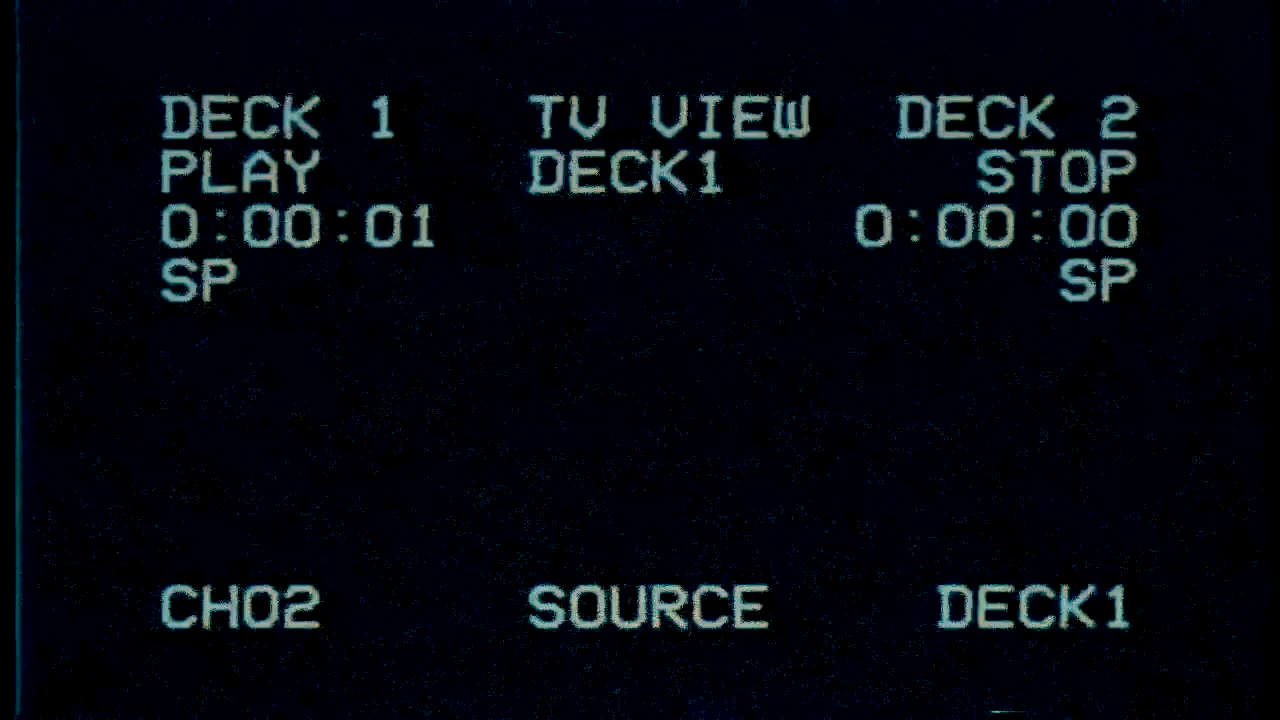 DECK 1 TV VIEW DECK 2
PLAY DECK1 STOP
0:00:01 0:00:00
SP SP
CH02 SOURCE DECK1